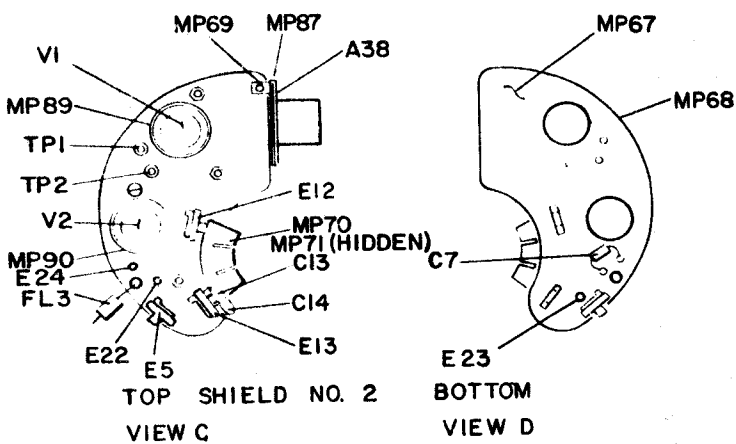 MP69 MP87
V1
A38
MP89
TP1
TP2
V2
MP90
E24
FL3
E22
E5
E12
MP70
MP71 (HIDDEN)
C13
C14
E13
TOP SHIELD NO. 2
VIEW C
MP67
MP68
C7
E23
BOTTOM
VIEW D